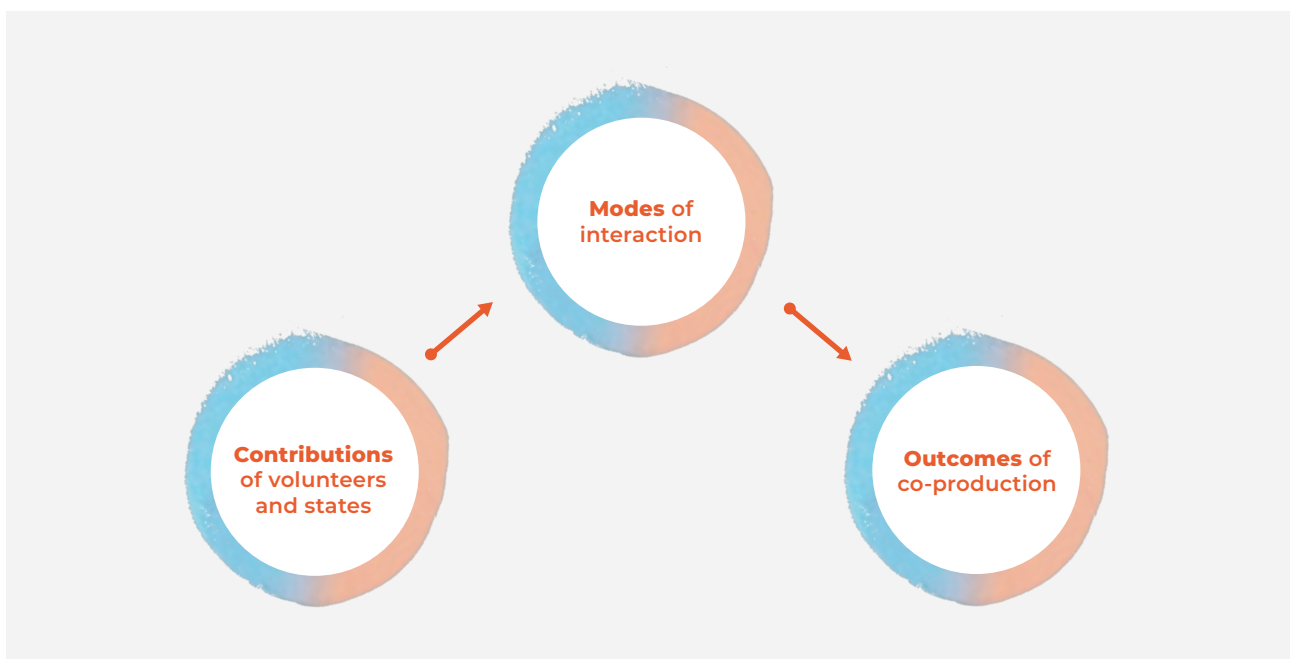 Modes of
interaction
Contributions
of volunteers
and states
Outcomes of
co-production